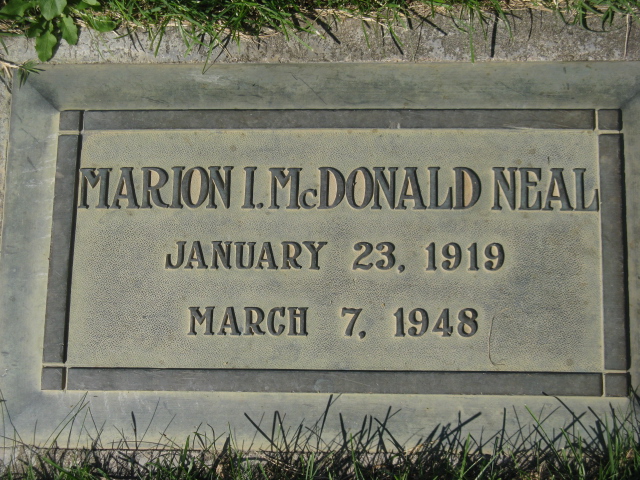 MARION I. McDONALD NEAL
JANUARY 23, 1919
MARCH 7, 1948